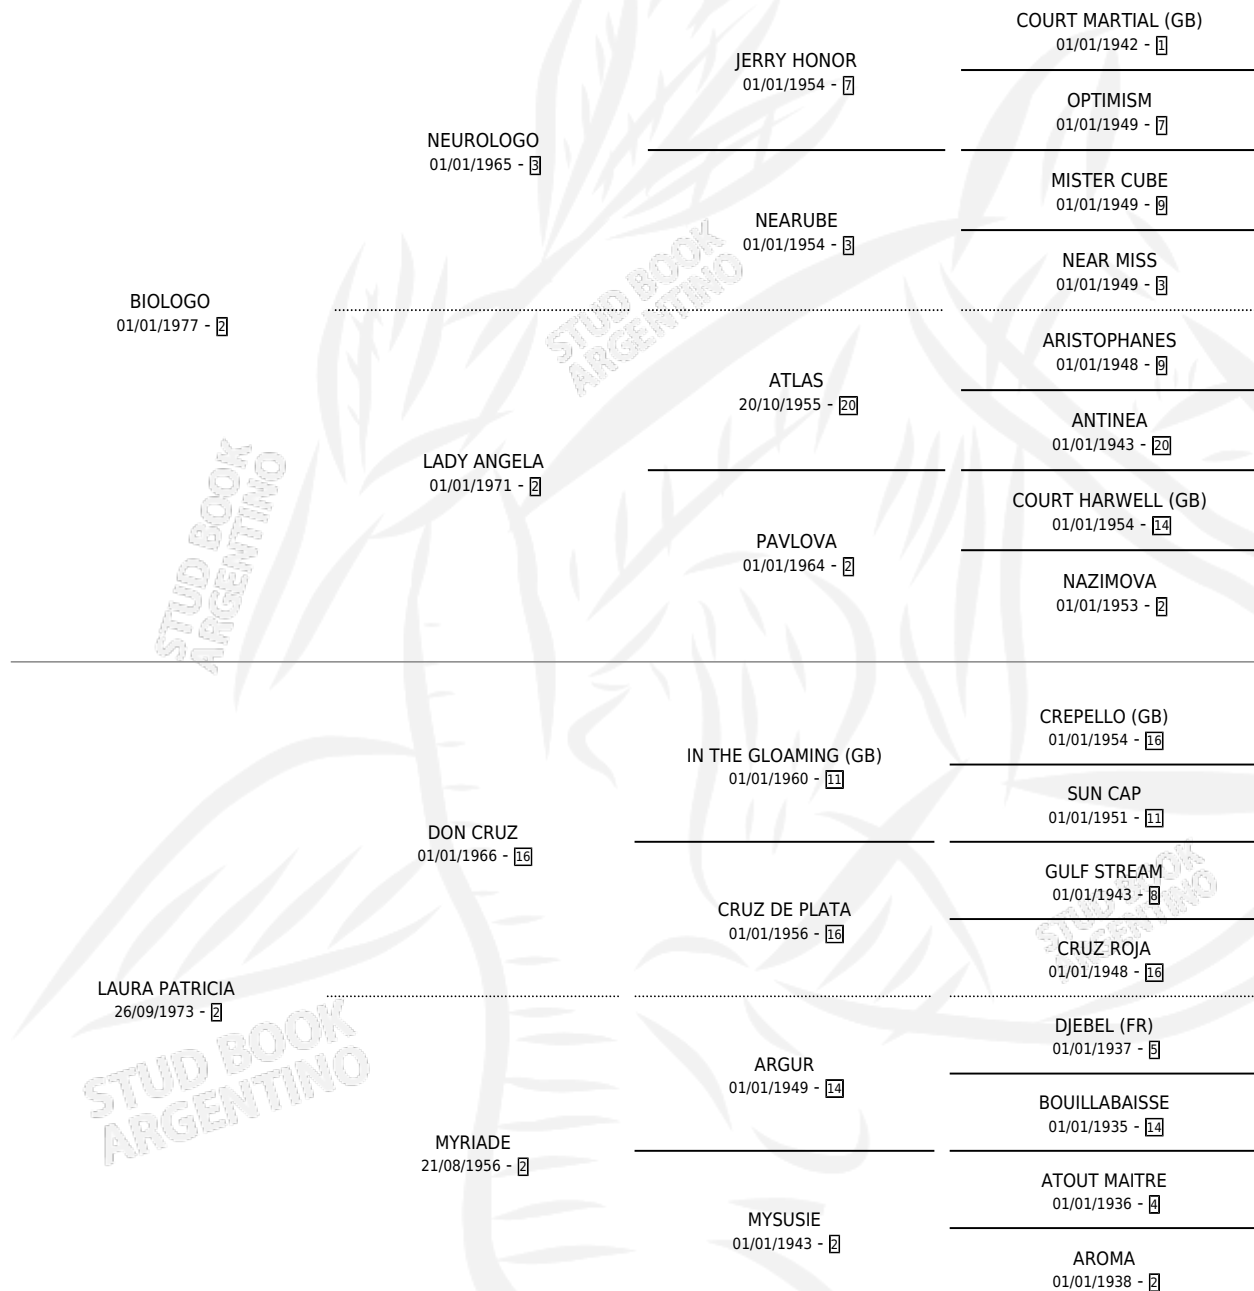 COURT MARTIAL (GB)
01/01/1942 - 1
JERRY HONOR
01/01/1954 - 7
OPTIMISM
01/01/1949 - 7
NEUROLOGO
01/01/1965 - 3
MISTER CUBE
01/01/1949 - 9
NEARUBE
01/01/1954 - 3
NEAR MISS
01/01/1949 - 3
BIOLOGO
01/01/1977 - 2
ARISTOPHANES
01/01/1948 - 9
ATLAS
20/10/1955 - 20
ANTINEA
01/01/1943 - 20
LADY ANGELA
01/01/1971 - 2
COURT HARWELL (GB)
01/01/1954 - 14
PAVLOVA
01/01/1964 - 2
NAZIMOVA
01/01/1953 - 2
CREPELLO (GB)
01/01/1954 - 16
IN THE GLOAMING (GB)
01/01/1960 - 11
SUN CAP
01/01/1951 - 11
DON CRUZ
01/01/1966 - 16
GULF STREAM
01/01/1943 - 8
CRUZ DE PLATA
01/01/1956 - 16
CRUZ ROJA
01/01/1948 - 16
LAURA PATRICIA
26/09/1973 - 2
DJEBEL (FR)
01/01/1937 - 5
ARGUR
01/01/1949 - 14
BOUILLABAISSE
01/01/1935 - 14
MYRIADE
21/08/1956 - 2
ATOUT MAITRE
01/01/1936 - 4
MYSUSIE
01/01/1943 - 2
AROMA
01/01/1938 - 2
STUD BOOK
ARGENTINO
STUD BOOK
ARGENTINO
STUD BOOK
ARGENTINO
STUD BOOK
ARGENTINO